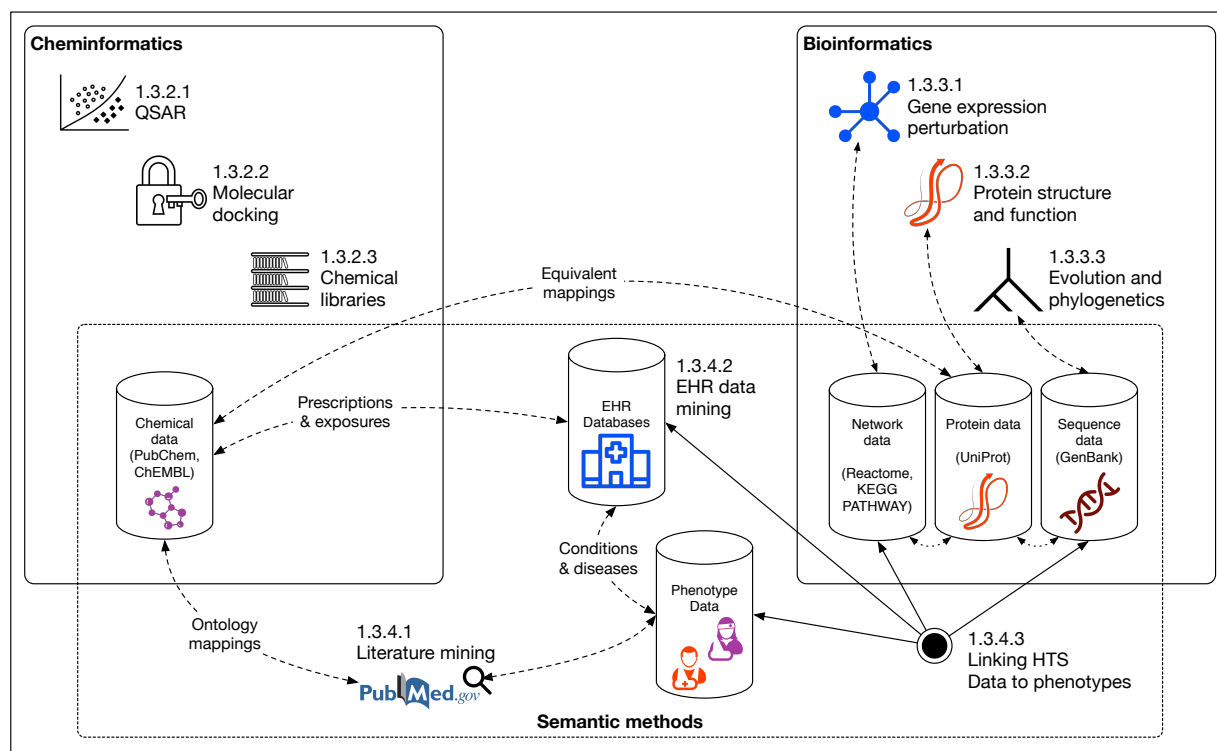 Cheminformatics
1.3.2.1
QSAR
1.3.2.2
Molecular
docking
1.3.2.3
Chemical
libraries
Bioinformatics
1.3.3.1
Gene expression
perturbation
1.3.3.2
Protein structure
and function
1.3.3.3
Evolution and
phylogenetics
Equivalent
mappings
Prescriptions
& exposures
Chemical
data
(PubChem,
ChEMBL)
EHR
Databases
1.3.4.2
EHR data
mining
Network
data
(Reactome,
KEGG
PATHWAY)
Protein data
(UniProt)
Sequence
data
(GenBank)
Conditions
& diseases
Phenotype
Data
Ontology
mappings
1.3.4.1
Literature mining
PubMed.gov
1.3.4.3
Linking HTS
Data to phenotypes
Semantic methods